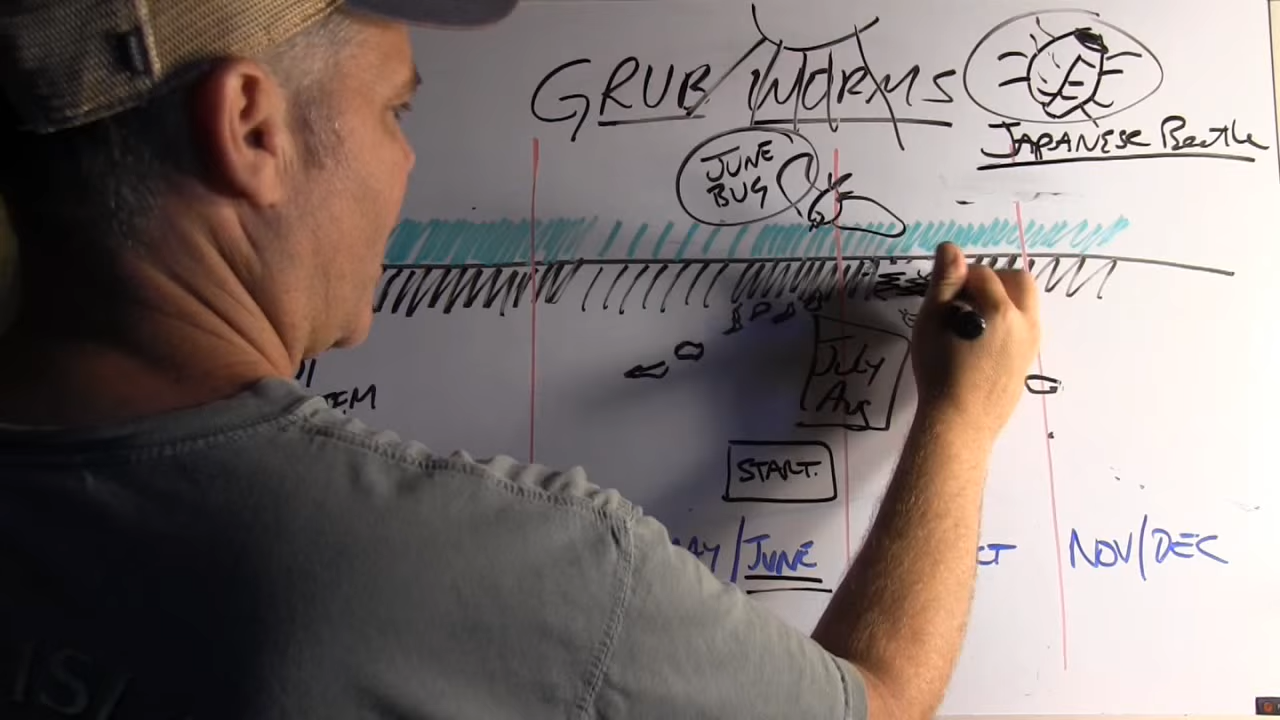 GRUB WORMS
JAPANESE Beetle
JUNE
BUG
July
Aug
START.
JUNE
NOV/DEC